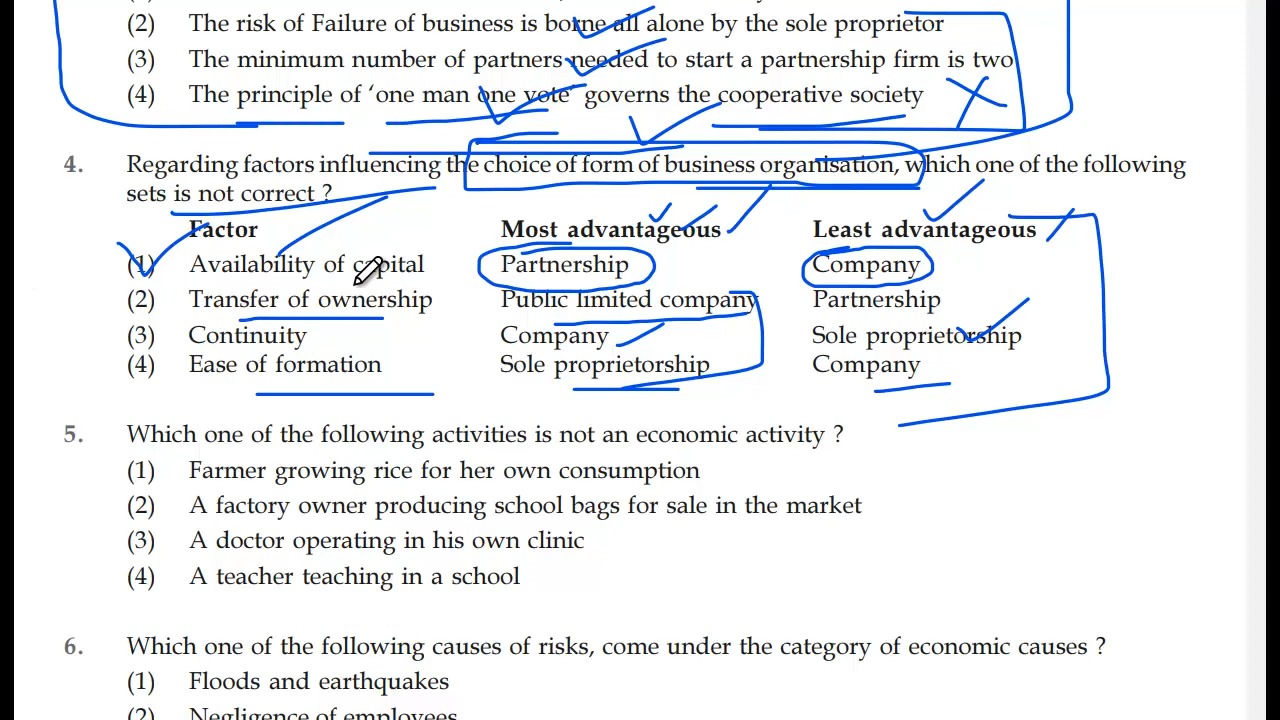 (2) The risk of Failure of business is borne all alone by the sole proprietor
(3) The minimum number of partners needed to start a partnership firm is two
(4) The principle of ‘one man one vote’ governs the cooperative society
4. Regarding factors influencing the choice of form of business organisation, which one of the following
sets is not correct ?
Factor Most advantageous Least advantageous
(1) Availability of capital Partnership Company
(2) Transfer of ownership Public limited company Partnership
(3) Continuity Company Sole proprietorship
(4) Ease of formation Sole proprietorship Company
5. Which one of the following activities is not an economic activity ?
(1) Farmer growing rice for her own consumption
(2) A factory owner producing school bags for sale in the market
(3) A doctor operating in his own clinic
(4) A teacher teaching in a school
6. Which one of the following causes of risks, come under the category of economic causes ?
(1) Floods and earthquakes
(2) Negligence of employees